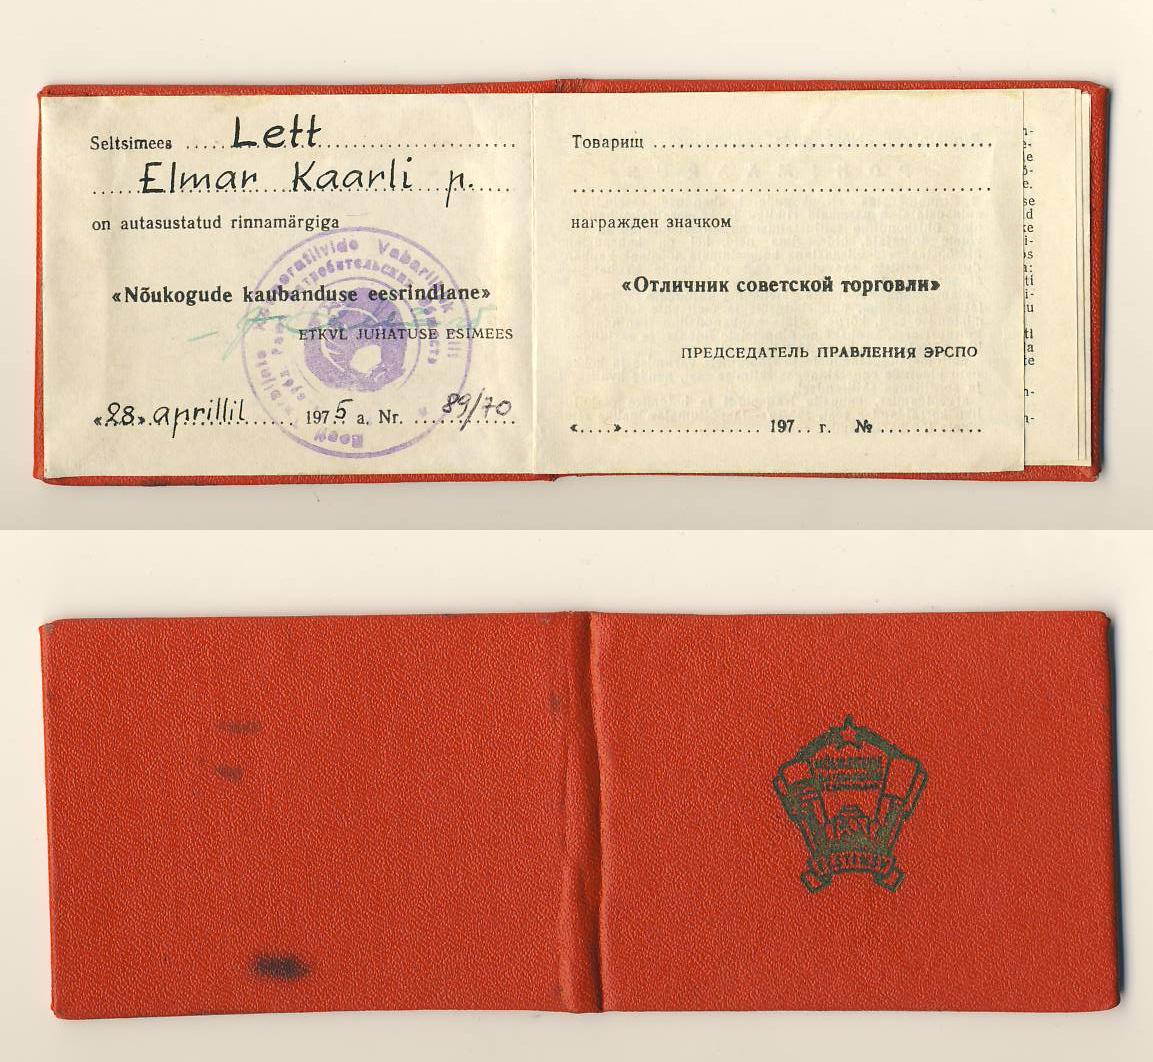 Seltsimees ..... Lett
Elmar Kaarli p.
on autasustatud rinnamärgiga
«Nõukogude kaubanduse eesrindlane»
ETKVL JUHATUSE ESIMEES
«28» aprillil 1975 a. Nr. 89/70
Товарищ
награжден значком
«Отличник советской торговли»
ПРЕДСЕДАТЕЛЬ ПРАВЛЕНИЯ ЭРСПО
«....» 197.. г. №